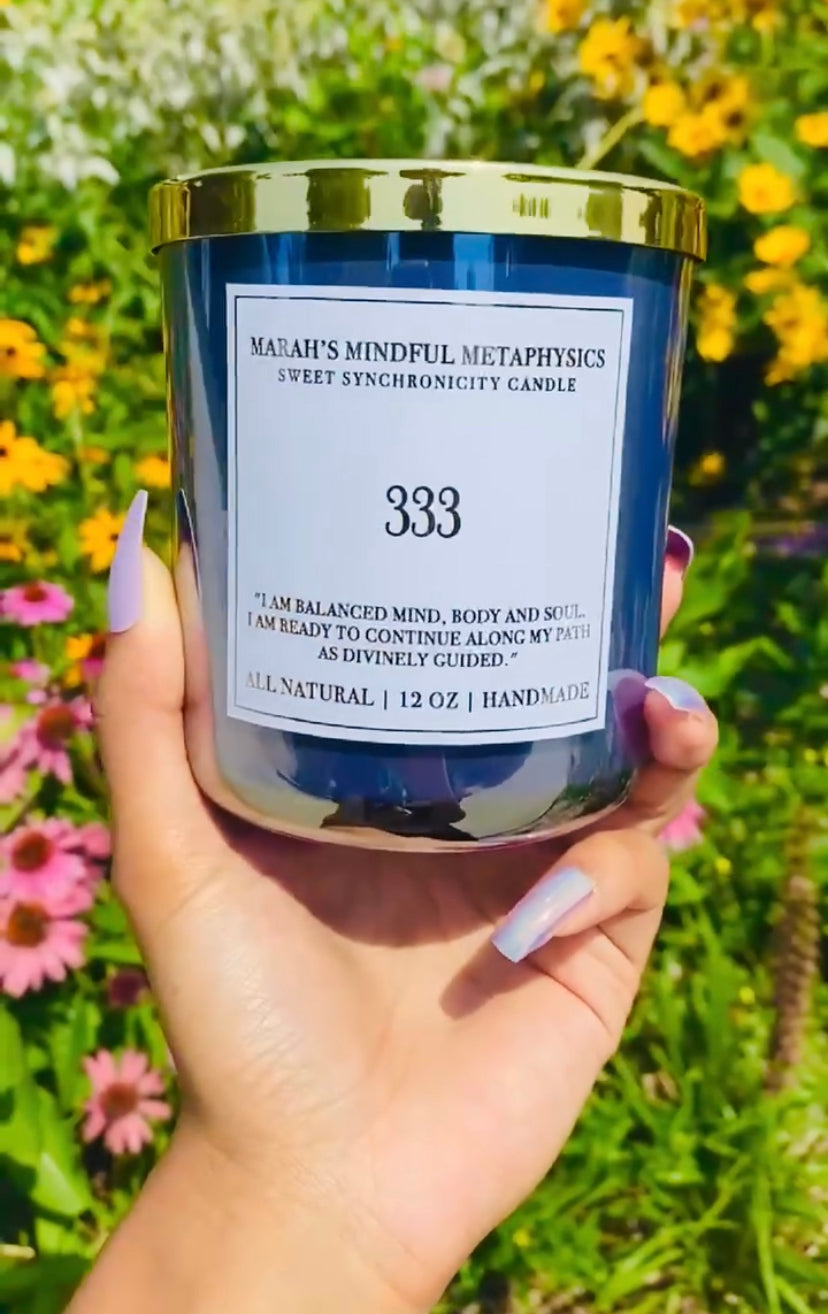 MARAH'S MINDFUL METAPHYSICS
SWEET SYNCHRONICITY CANDLE
333
"I AM BALANCED MIND, BODY AND SOUL.
I AM READY TO CONTINUE ALONG MY PATH
AS DIVINELY GUIDED."
ALL NATURAL | 12 OZ | HANDMADE